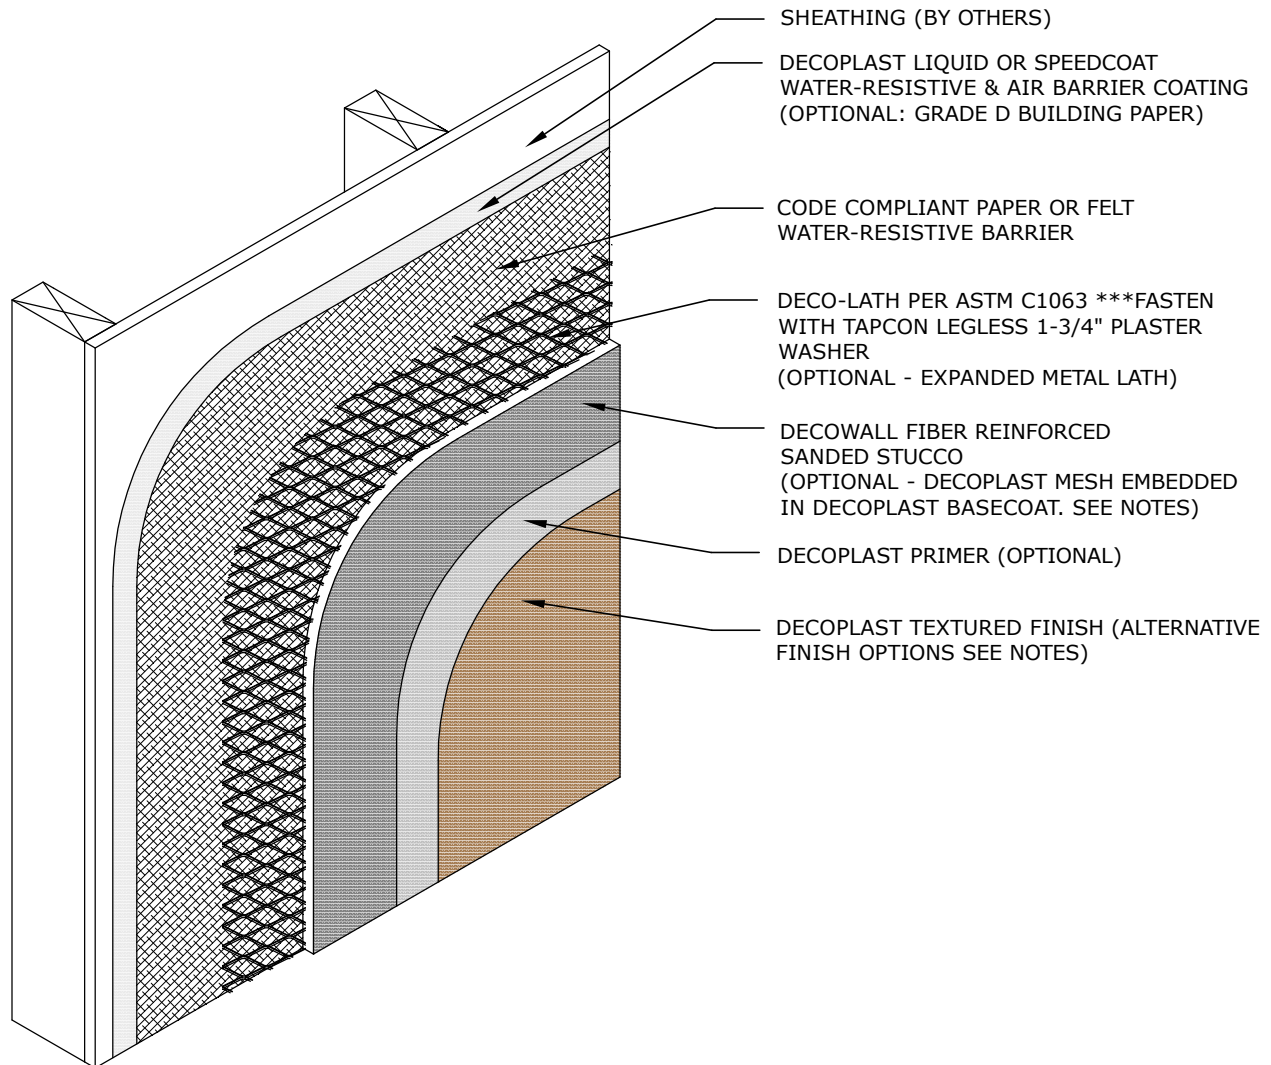 SHEATHING (BY OTHERS)
DECOPLAST LIQUID OR SPEEDCOAT
WATER-RESISTIVE & AIR BARRIER COATING
(OPTIONAL: GRADE D BUILDING PAPER)
CODE COMPLIANT PAPER OR FELT
WATER-RESISTIVE BARRIER
DECO-LATH PER ASTM C1063 ***FASTEN
WITH TAPCON LEGLESS 1-3/4" PLASTER
WASHER
(OPTIONAL - EXPANDED METAL LATH)
DECOWALL FIBER REINFORCED
SANDED STUCCO
(OPTIONAL - DECOPLAST MESH EMBEDDED
IN DECOPLAST BASECOAT. SEE NOTES)
DECOPLAST PRIMER (OPTIONAL)
DECOPLAST TEXTURED FINISH (ALTERNATIVE
FINISH OPTIONS SEE NOTES)